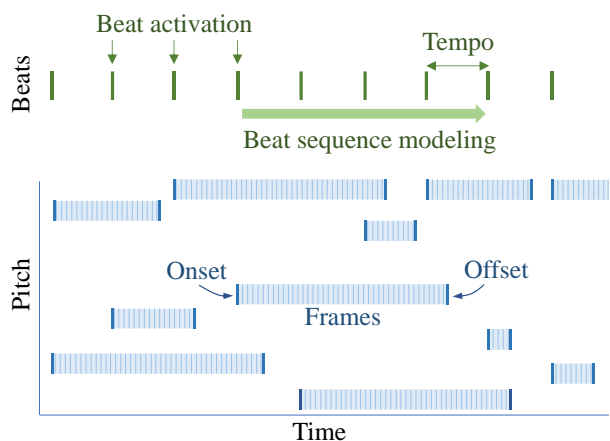 Beat activation
Tempo
Beats
Beat sequence modeling
Pitch
Onset
Offset
Frames
Time